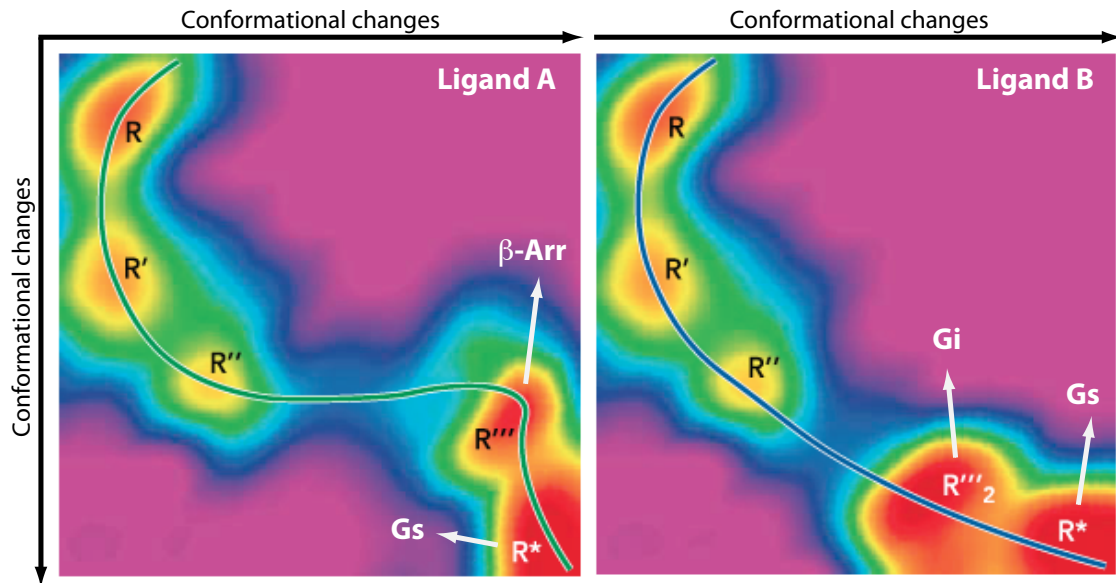 Conformational changes
Conformational changes
Conformational changes
Ligand A
R
R'
R''
β-Arr
R'''
Gs
R*
Ligand B
R
R'
R''
Gi
Gs
R'''₂
R*